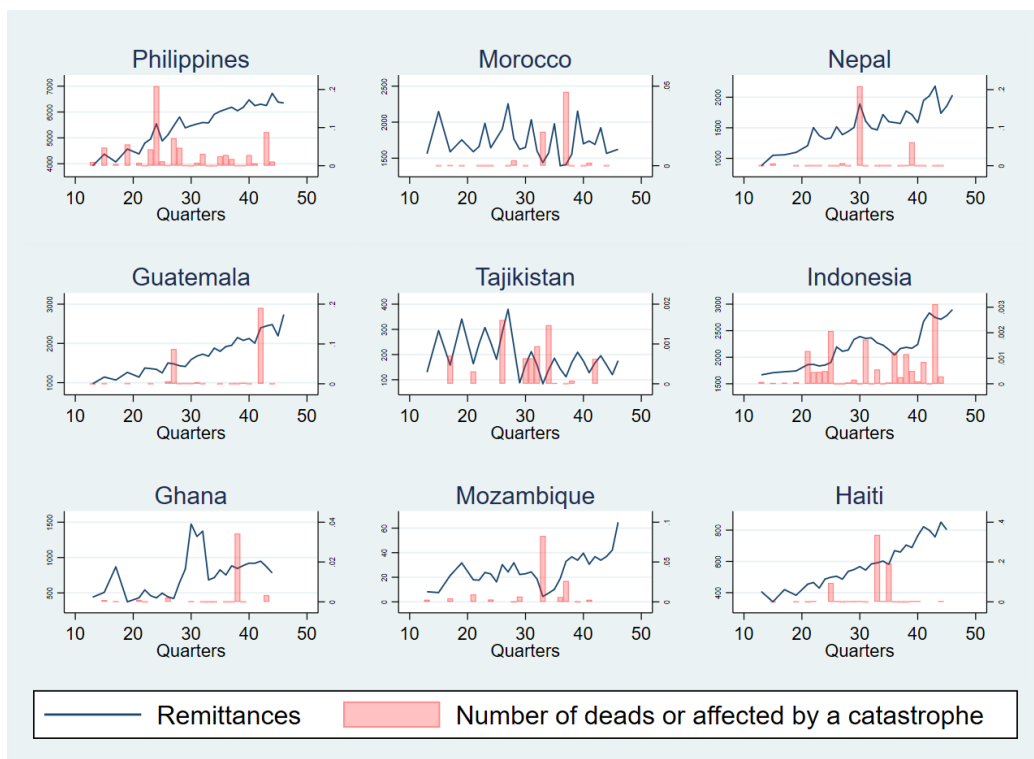 Philippines
7000
6000
5000
4000
.2
.1
0
10 20 30 40 50
Quarters
Morocco
2500
2000
1500
.05
0
10 20 30 40 50
Quarters
Nepal
2000
1500
1000
.2
.1
0
10 20 30 40 50
Quarters
Guatemala
3000
2000
1000
.2
.1
0
10 20 30 40 50
Quarters
Tajikistan
400
300
200
100
.002
.001
0
10 20 30 40 50
Quarters
Indonesia
3000
2500
2000
1500
.003
.002
.001
0
10 20 30 40 50
Quarters
Ghana
1500
1000
500
.04
.02
0
10 20 30 40 50
Quarters
Mozambique
60
40
20
0
.1
.05
0
10 20 30 40 50
Quarters
Haiti
800
600
400
.4
.2
0
10 20 30 40 50
Quarters
Remittances
Number of deads or affected by a catastrophe